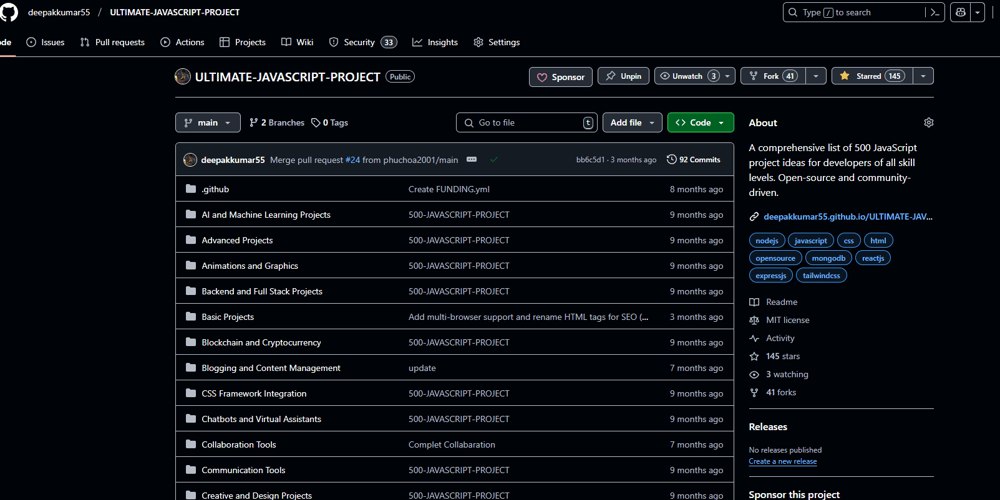 deepakkumar55 / ULTIMATE-JAVASCRIPT-PROJECT
Type / to search
ode Issues Pull requests Actions Projects Wiki Security 33 Insights Settings
ULTIMATE-JAVASCRIPT-PROJECT Public
Sponsor Unpin Unwatch 3 Fork 41 Starred 145
main 2 Branches 0 Tags Go to file t Add file Code
deepakkumar55 Merge pull request #24 from phuchoa2001/main bb6c5d1 · 3 months ago 92 Commits
.github Create FUNDING.yml 8 months ago
AI and Machine Learning Projects 500-JAVASCRIPT-PROJECT 9 months ago
Advanced Projects 500-JAVASCRIPT-PROJECT 9 months ago
Animations and Graphics 500-JAVASCRIPT-PROJECT 9 months ago
Backend and Full Stack Projects 500-JAVASCRIPT-PROJECT 9 months ago
Basic Projects Add multi-browser support and rename HTML tags for SEO (... 3 months ago
Blockchain and Cryptocurrency 500-JAVASCRIPT-PROJECT 9 months ago
Blogging and Content Management update 7 months ago
CSS Framework Integration 500-JAVASCRIPT-PROJECT 9 months ago
Chatbots and Virtual Assistants 500-JAVASCRIPT-PROJECT 9 months ago
Collaboration Tools Complet Collabaration 7 months ago
Communication Tools 500-JAVASCRIPT-PROJECT 9 months ago
Creative and Design Projects 500-JAVASCRIPT-PROJECT 9 months ago
About
A comprehensive list of 500 JavaScript
project ideas for developers of all skill
levels. Open-source and community-
driven.
deepakkumar55.github.io/ULTIMATE-JAV...
nodejs javascript css html
opensource mongodb reactjs
expressjs tailwindcss
Readme
MIT license
Activity
145 stars
3 watching
41 forks
Releases
No releases published
Create a new release
Sponsor this project